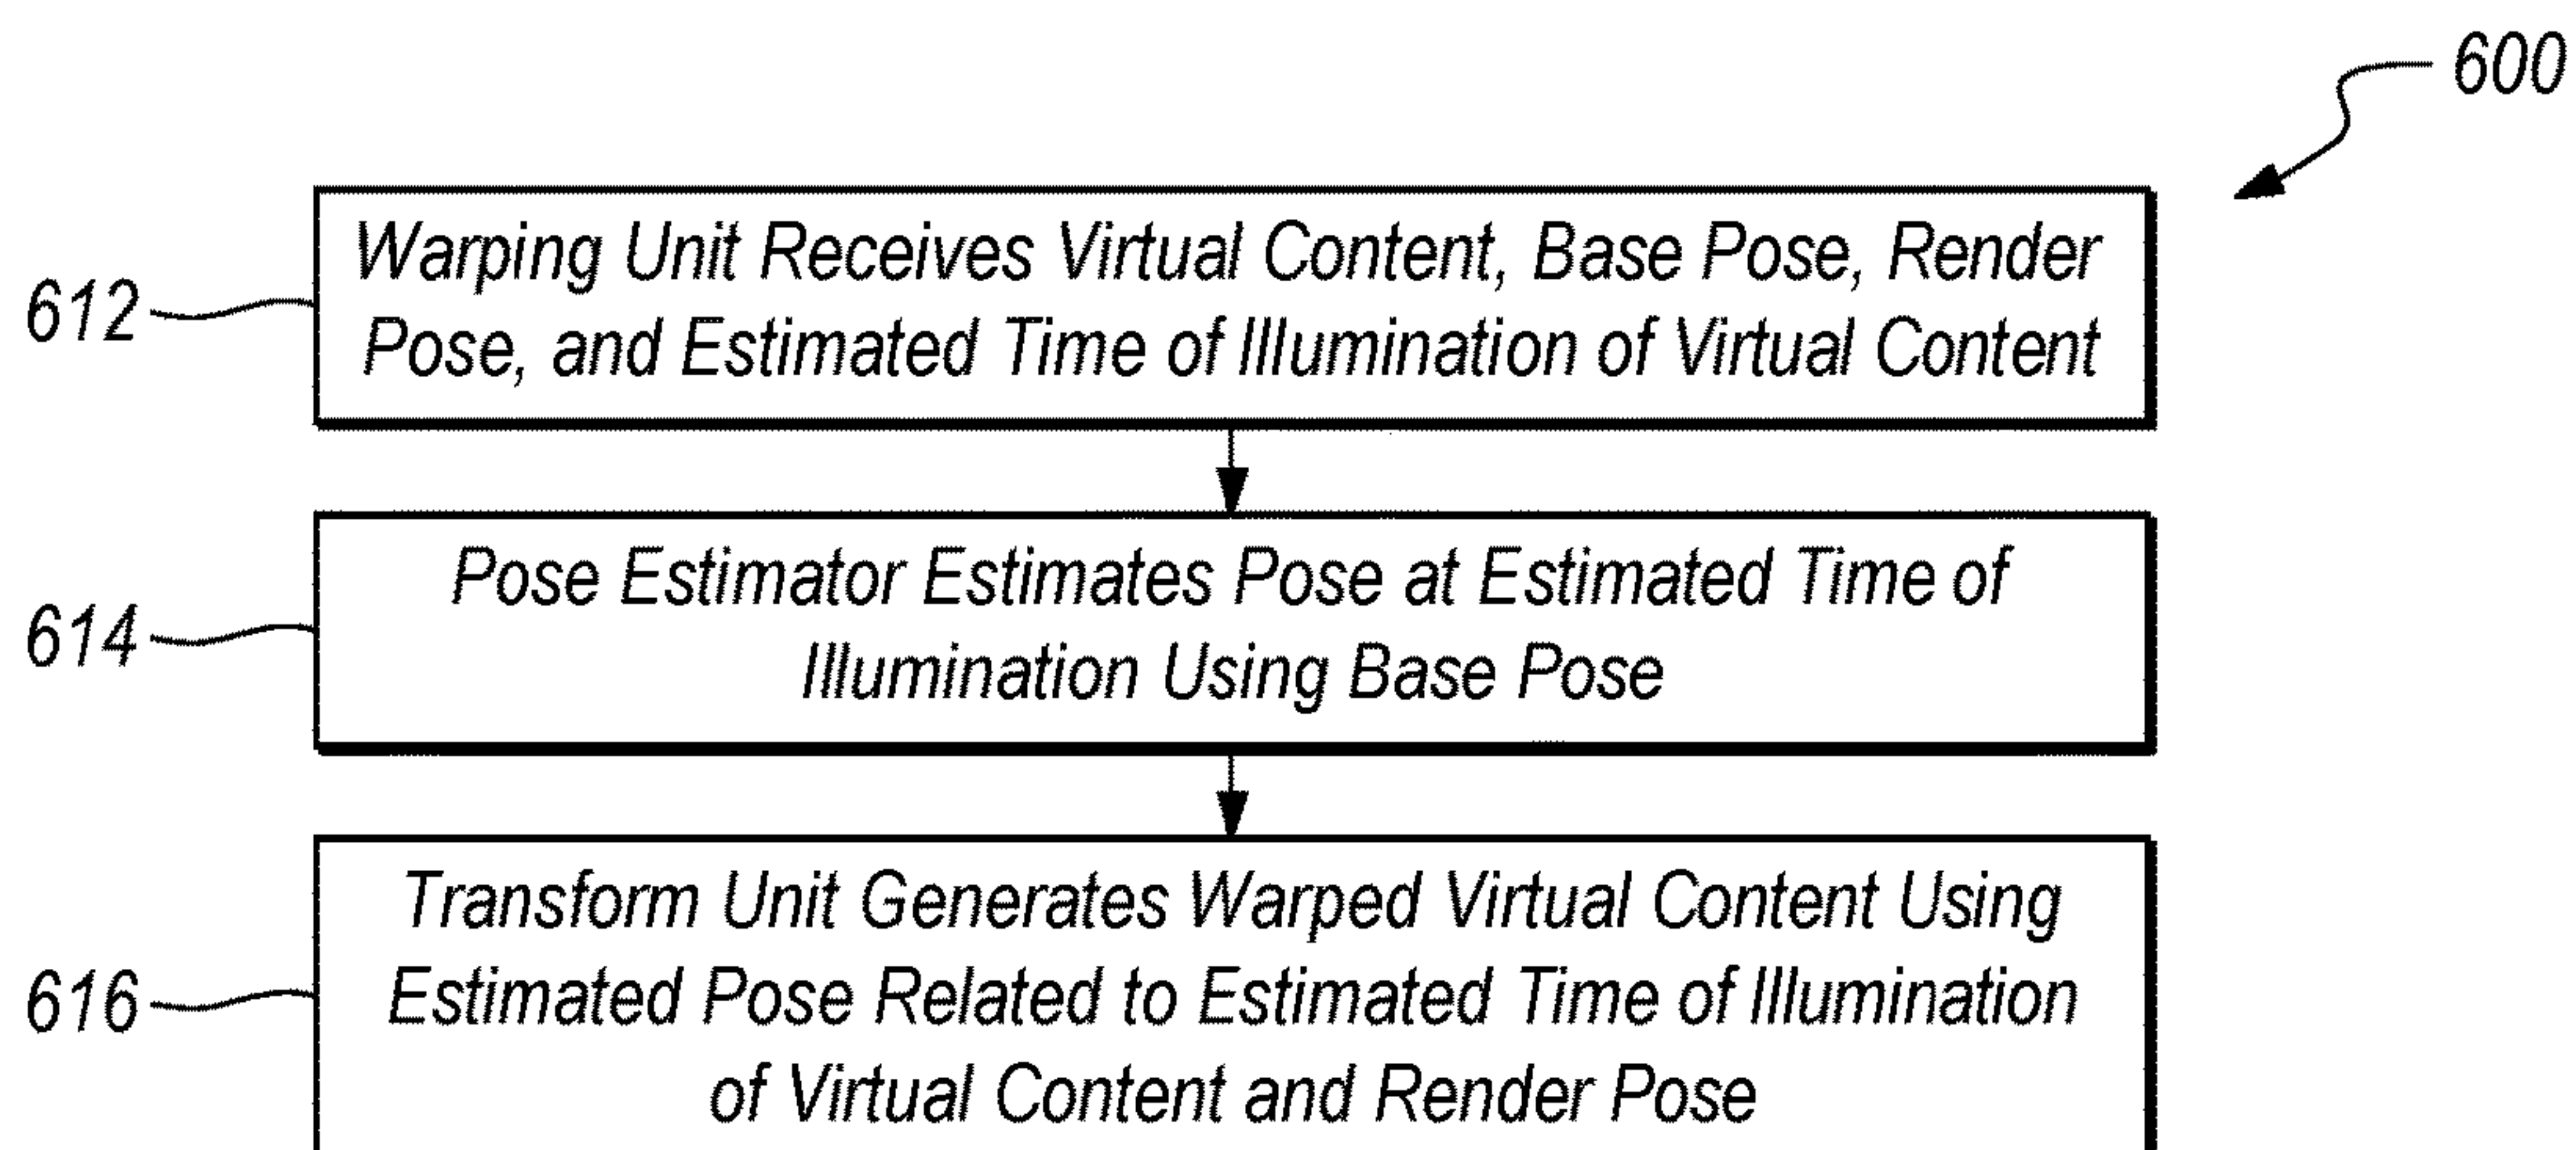 600
612
Warping Unit Receives Virtual Content, Base Pose, Render
Pose, and Estimated Time of Illumination of Virtual Content
614
Pose Estimator Estimates Pose at Estimated Time of
Illumination Using Base Pose
616
Transform Unit Generates Warped Virtual Content Using
Estimated Pose Related to Estimated Time of Illumination
of Virtual Content and Render Pose